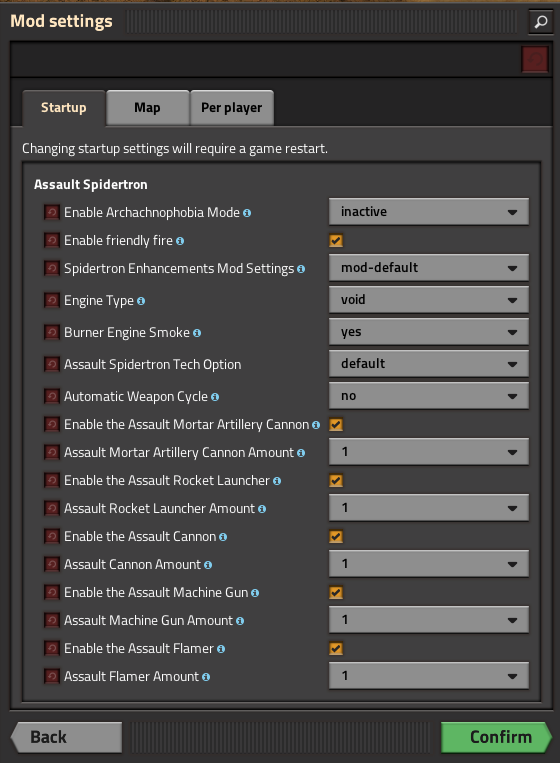 Mod settings
Startup Map Per player
Changing startup settings will require a game restart.
Assault Spidertron
Enable Archachnophobia Mode inactive
Enable friendly fire
Spidertron Enhancements Mod Settings mod-default
Engine Type void
Burner Engine Smoke yes
Assault Spidertron Tech Option default
Automatic Weapon Cycle no
Enable the Assault Mortar Artillery Cannon
Assault Mortar Artillery Cannon Amount 1
Enable the Assault Rocket Launcher
Assault Rocket Launcher Amount 1
Enable the Assault Cannon
Assault Cannon Amount 1
Enable the Assault Machine Gun
Assault Machine Gun Amount 1
Enable the Assault Flamer
Assault Flamer Amount 1
Back Confirm